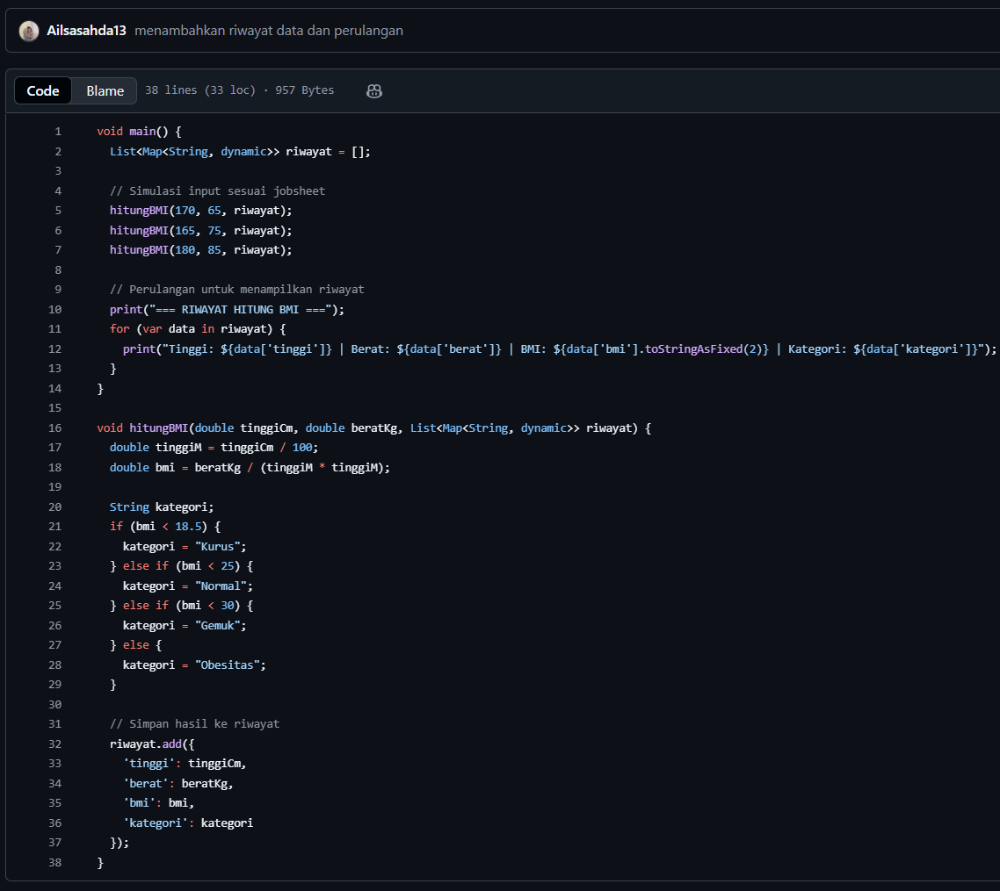 Ailsasahda13 menambahkan riwayat data dan perulangan
Code Blame 38 lines (33 loc) · 957 Bytes
1 void main() {
2   List<Map<String, dynamic>> riwayat = [];
3
4   // Simulasi input sesuai jobsheet
5   hitungBMI(170, 65, riwayat);
6   hitungBMI(165, 75, riwayat);
7   hitungBMI(180, 85, riwayat);
8
9   // Perulangan untuk menampilkan riwayat
10   print("=== RIWAYAT HITUNG BMI ===");
11   for (var data in riwayat) {
12     print("Tinggi: ${data['tinggi']} | Berat: ${data['berat']} | BMI: ${data['bmi'].toStringAsFixed(2)} | Kategori: ${data['kategori']}");
13   }
14 }
15
16 void hitungBMI(double tinggiCm, double beratKg, List<Map<String, dynamic>> riwayat) {
17   double tinggiM = tinggiCm / 100;
18   double bmi = beratKg / (tinggiM * tinggiM);
19
20   String kategori;
21   if (bmi < 18.5) {
22     kategori = "Kurus";
23   } else if (bmi < 25) {
24     kategori = "Normal";
25   } else if (bmi < 30) {
26     kategori = "Gemuk";
27   } else {
28     kategori = "Obesitas";
29   }
30
31   // Simpan hasil ke riwayat
32   riwayat.add({
33     'tinggi': tinggiCm,
34     'berat': beratKg,
35     'bmi': bmi,
36     'kategori': kategori
37   });
38 }